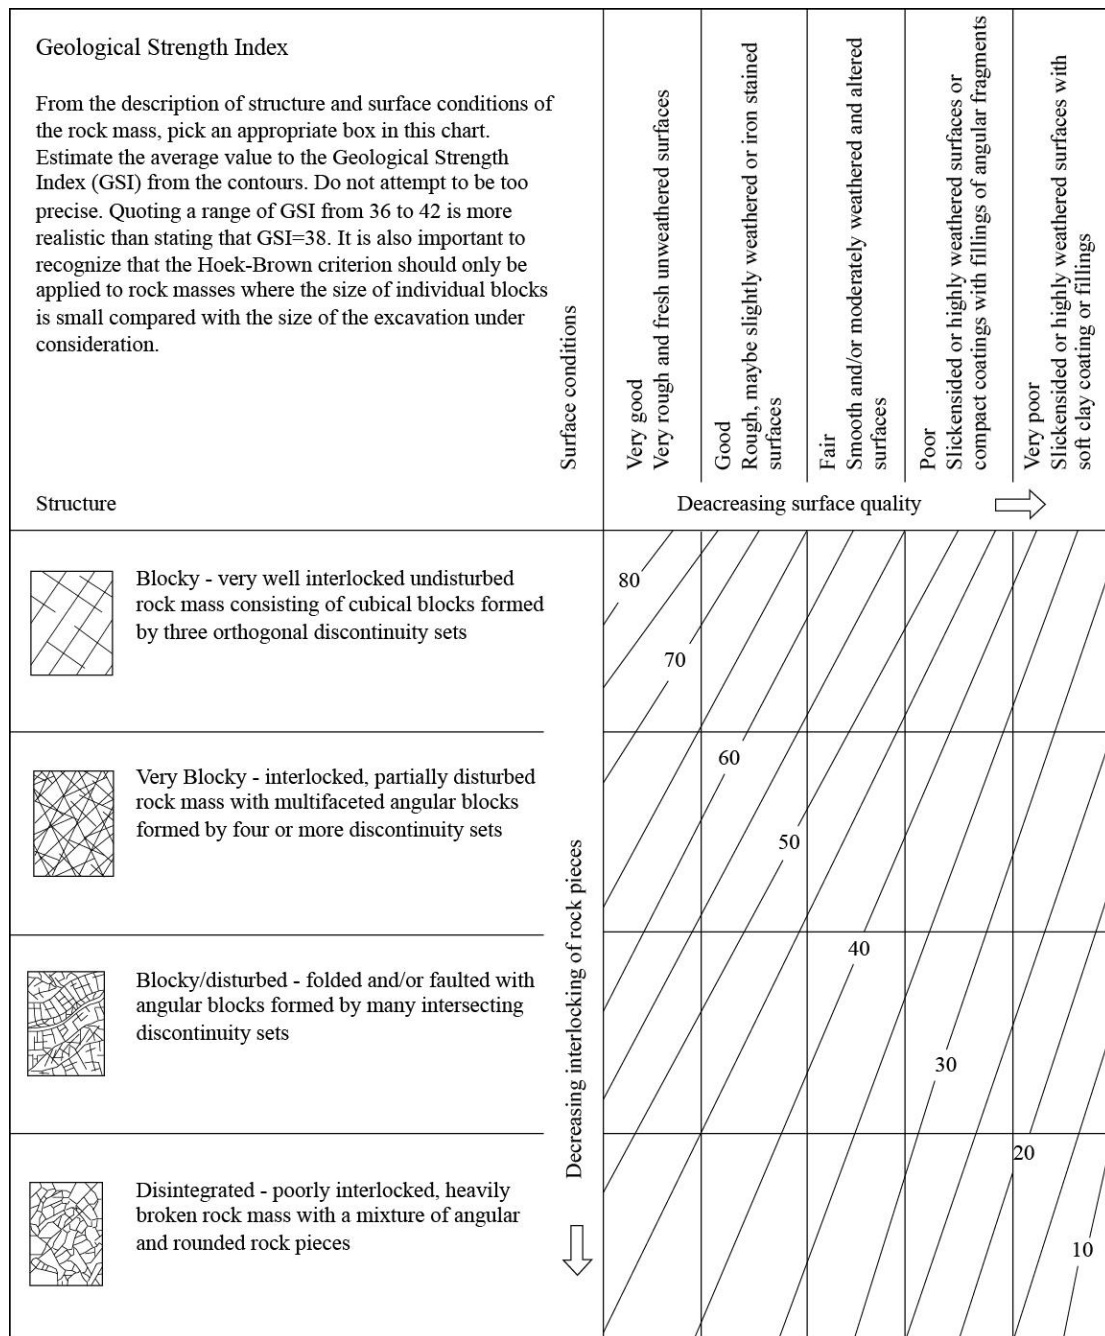 Geological Strength Index
From the description of structure and surface conditions of
the rock mass, pick an appropriate box in this chart.
Estimate the average value to the Geological Strength
Index (GSI) from the contours. Do not attempt to be too
precise. Quoting a range of GSI from 36 to 42 is more
realistic than stating that GSI=38. It is also important to
recognize that the Hoek-Brown criterion should only be
applied to rock masses where the size of individual blocks
is small compared with the size of the excavation under
consideration.
Surface conditions
Very good
Very rough and fresh unweathered surfaces
Good
Rough, maybe slightly weathered or iron stained
surfaces
Fair
Smooth and/or moderately weathered and altered
surfaces
Poor
Slickensided or highly weathered surfaces or
compact coatings with fillings of angular fragments
Very poor
Slickensided or highly weathered surfaces with
soft clay coating or fillings
Structure
Deacreasing surface quality
Blocky - very well interlocked undisturbed
rock mass consisting of cubical blocks formed
by three orthogonal discontinuity sets
80
70
Very Blocky - interlocked, partially disturbed
rock mass with multifaceted angular blocks
formed by four or more discontinuity sets
60
50
Decreasing interlocking of rock pieces
Blocky/disturbed - folded and/or faulted with
angular blocks formed by many intersecting
discontinuity sets
40
30
Disintegrated - poorly interlocked, heavily
broken rock mass with a mixture of angular
and rounded rock pieces
20
10